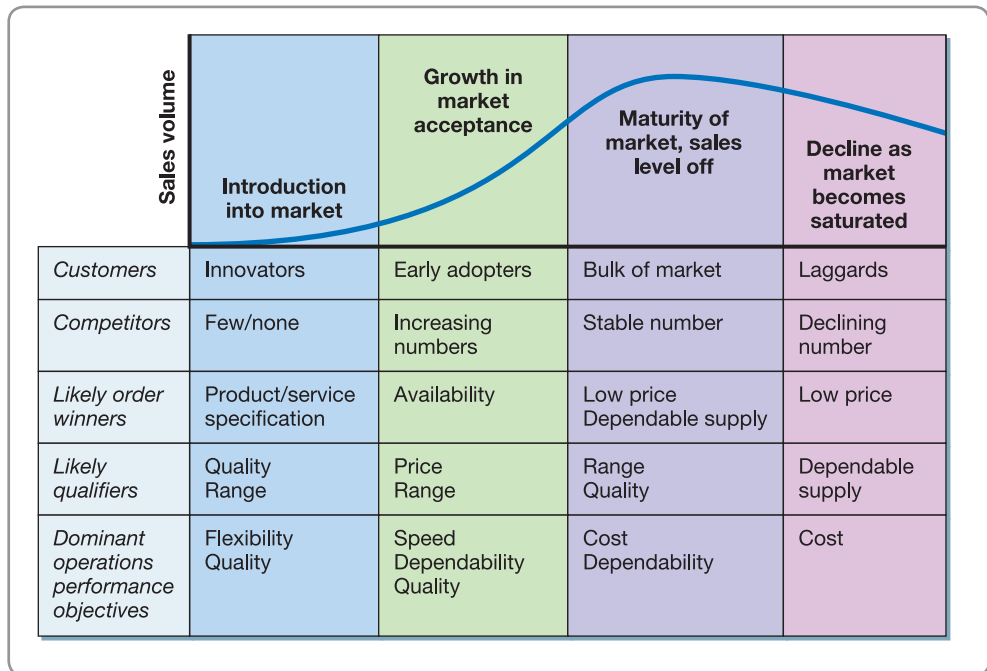 Sales volume
Introduction
into market
Growth in
market
acceptance
Maturity of
market, sales
level off
Decline as
market
becomes
saturated
Customers
Innovators
Early adopters
Bulk of market
Laggards
Competitors
Few/none
Increasing
numbers
Stable number
Declining
number
Likely order
winners
Product/service
specification
Availability
Low price
Dependable supply
Low price
Likely
qualifiers
Quality
Range
Price
Range
Range
Quality
Dependable
supply
Dominant
operations
performance
objectives
Flexibility
Quality
Speed
Dependability
Quality
Cost
Dependability
Cost